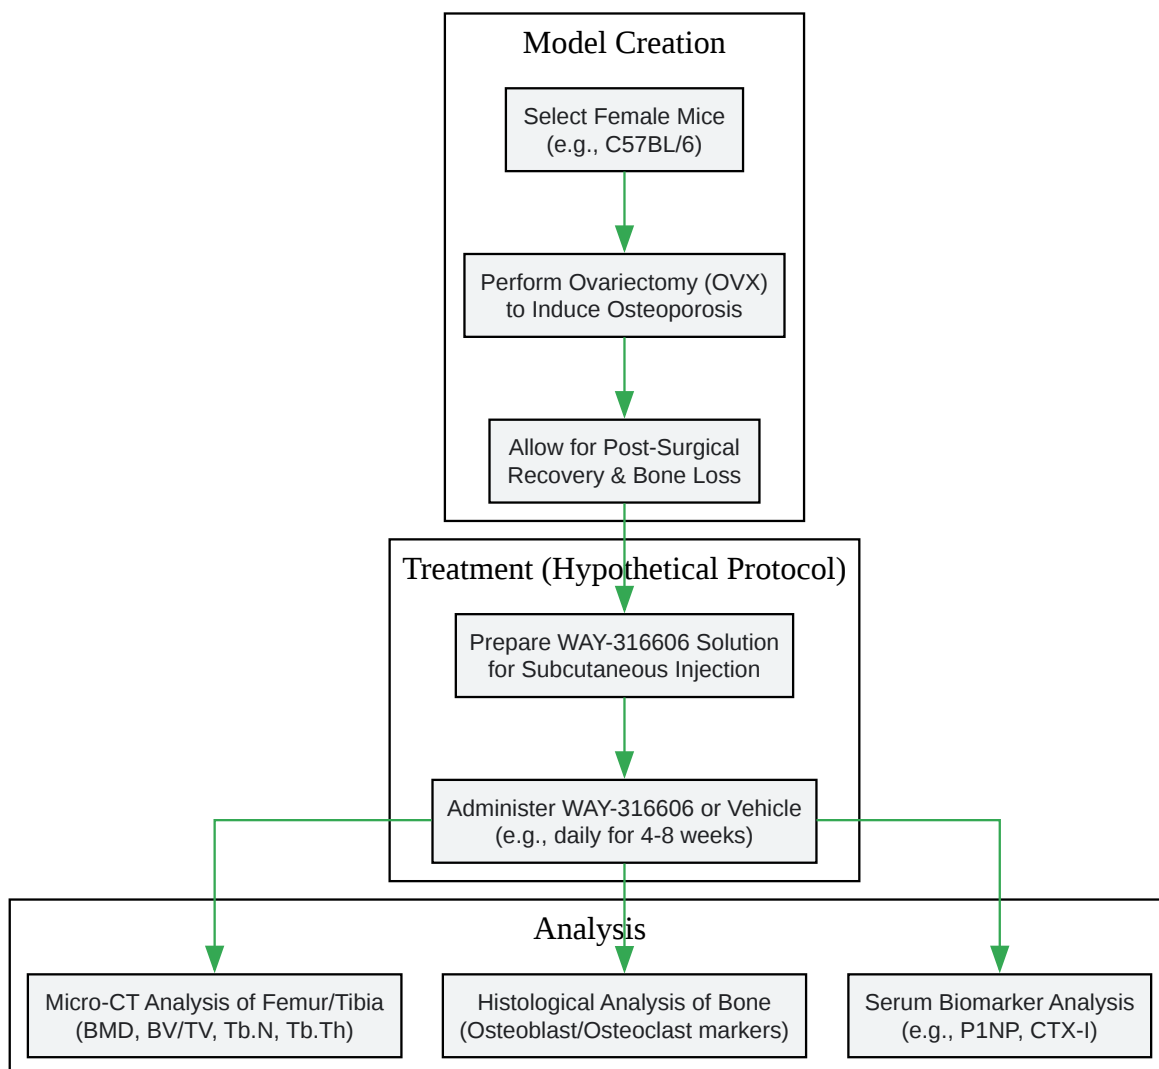 Model Creation
Select Female Mice
(e.g., C57BL/6)
Perform Ovariectomy (OVX)
to Induce Osteoporosis
Allow for Post-Surgical
Recovery & Bone Loss
Treatment (Hypothetical Protocol)
Prepare WAY-316606 Solution
for Subcutaneous Injection
Administer WAY-316606 or Vehicle
(e.g., daily for 4-8 weeks)
Analysis
Micro-CT Analysis of Femur/Tibia
(BMD, BV/TV, Tb.N, Tb.Th)
Histological Analysis of Bone
(Osteoblast/Osteoclast markers)
Serum Biomarker Analysis
(e.g., P1NP, CTX-I)